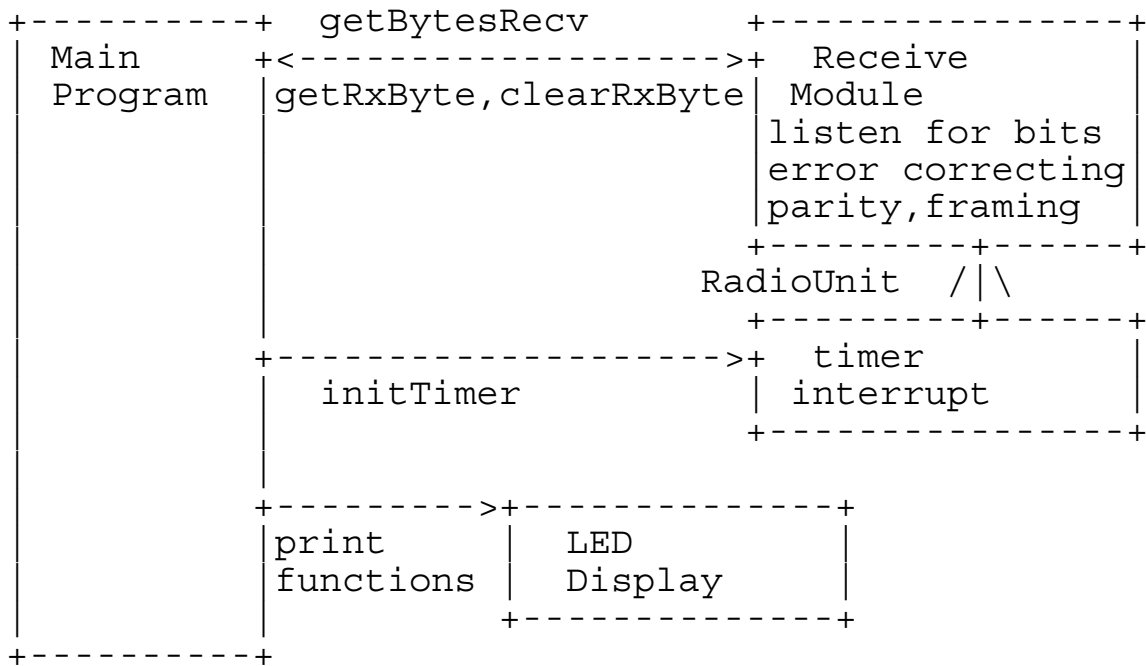 getBytesRecv
Main Receive
Program getRxByte,clearRxByte Module
listen for bits
error correcting
parity,framing
RadioUnit
timer
initTimer interrupt
print LED
functions Display